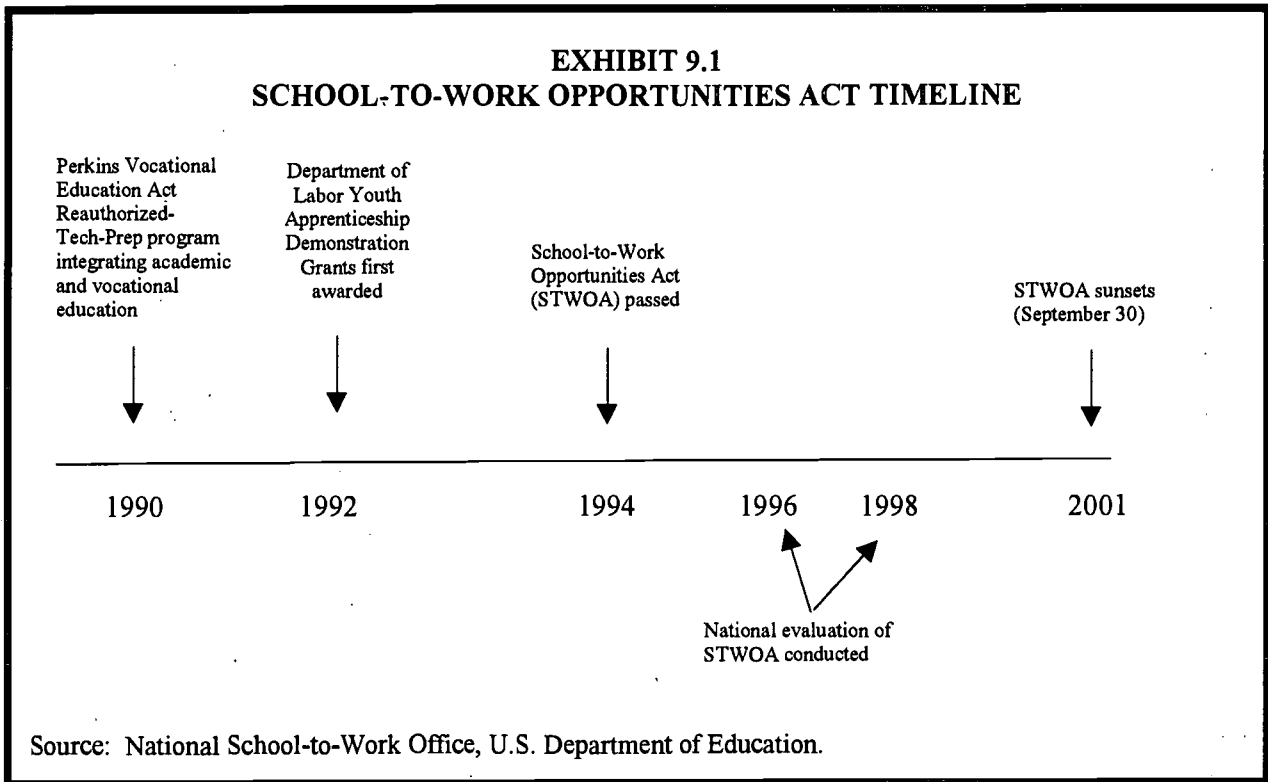 EXHIBIT 9.1
SCHOOL-TO-WORK OPPORTUNITIES ACT TIMELINE
Perkins Vocational
Education Act
Reauthorized-
Tech-Prep program
integrating academic
and vocational
education
Department of
Labor Youth
Apprenticeship
Demonstration
Grants first
awarded
School-to-Work
Opportunities Act
(STWOA) passed
STWOA sunsets
(September 30)
1990 1992 1994 1996 1998 2001
National evaluation of
STWOA conducted
Source: National School-to-Work Office, U.S. Department of Education.